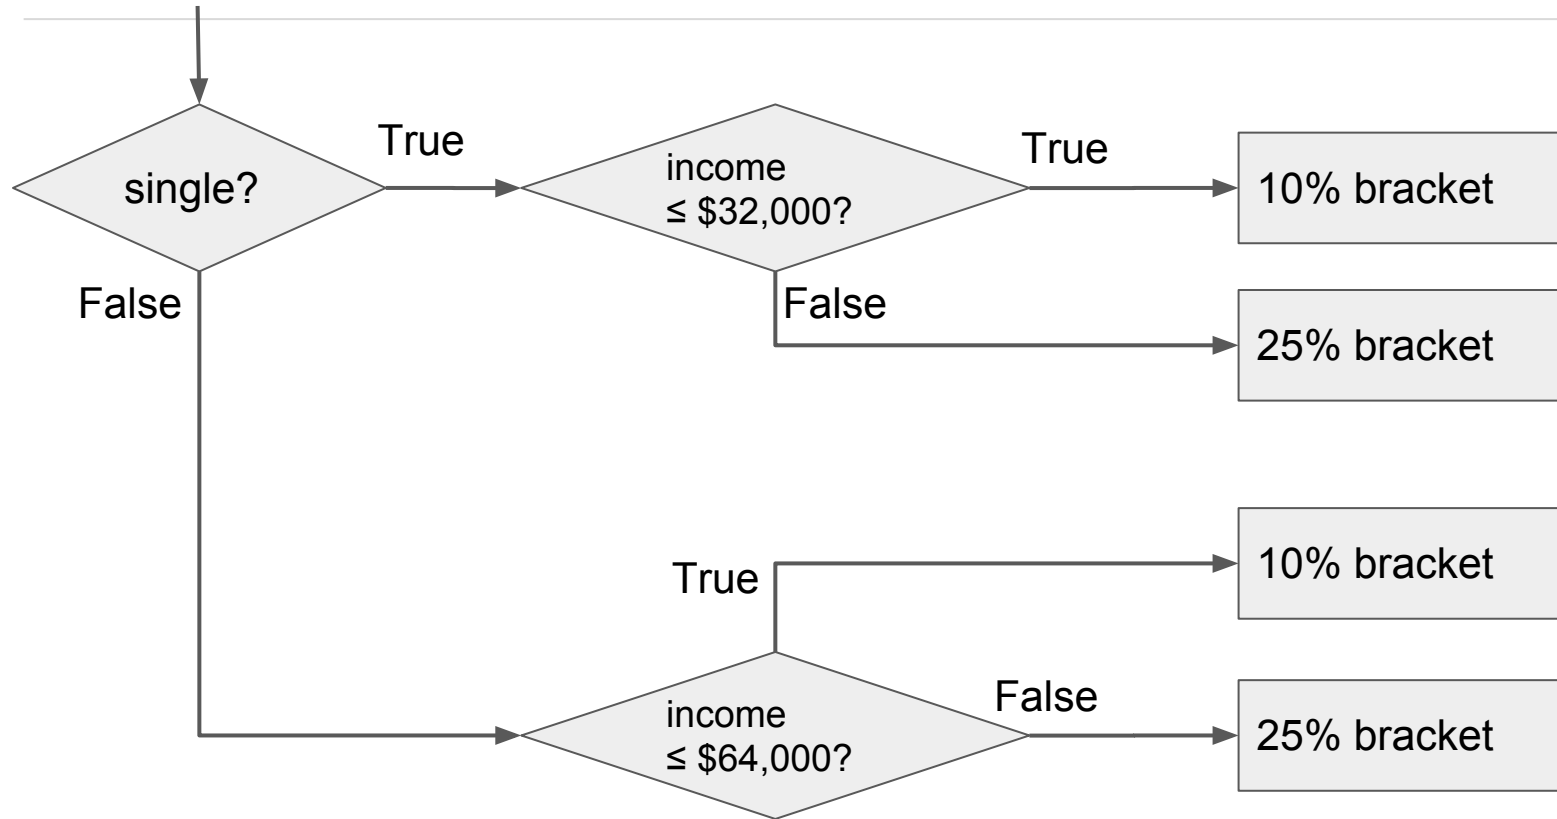 single?
True
income
≤ $32,000?
True
10% bracket
False
25% bracket
False
True
10% bracket
income
≤ $64,000?
False
25% bracket